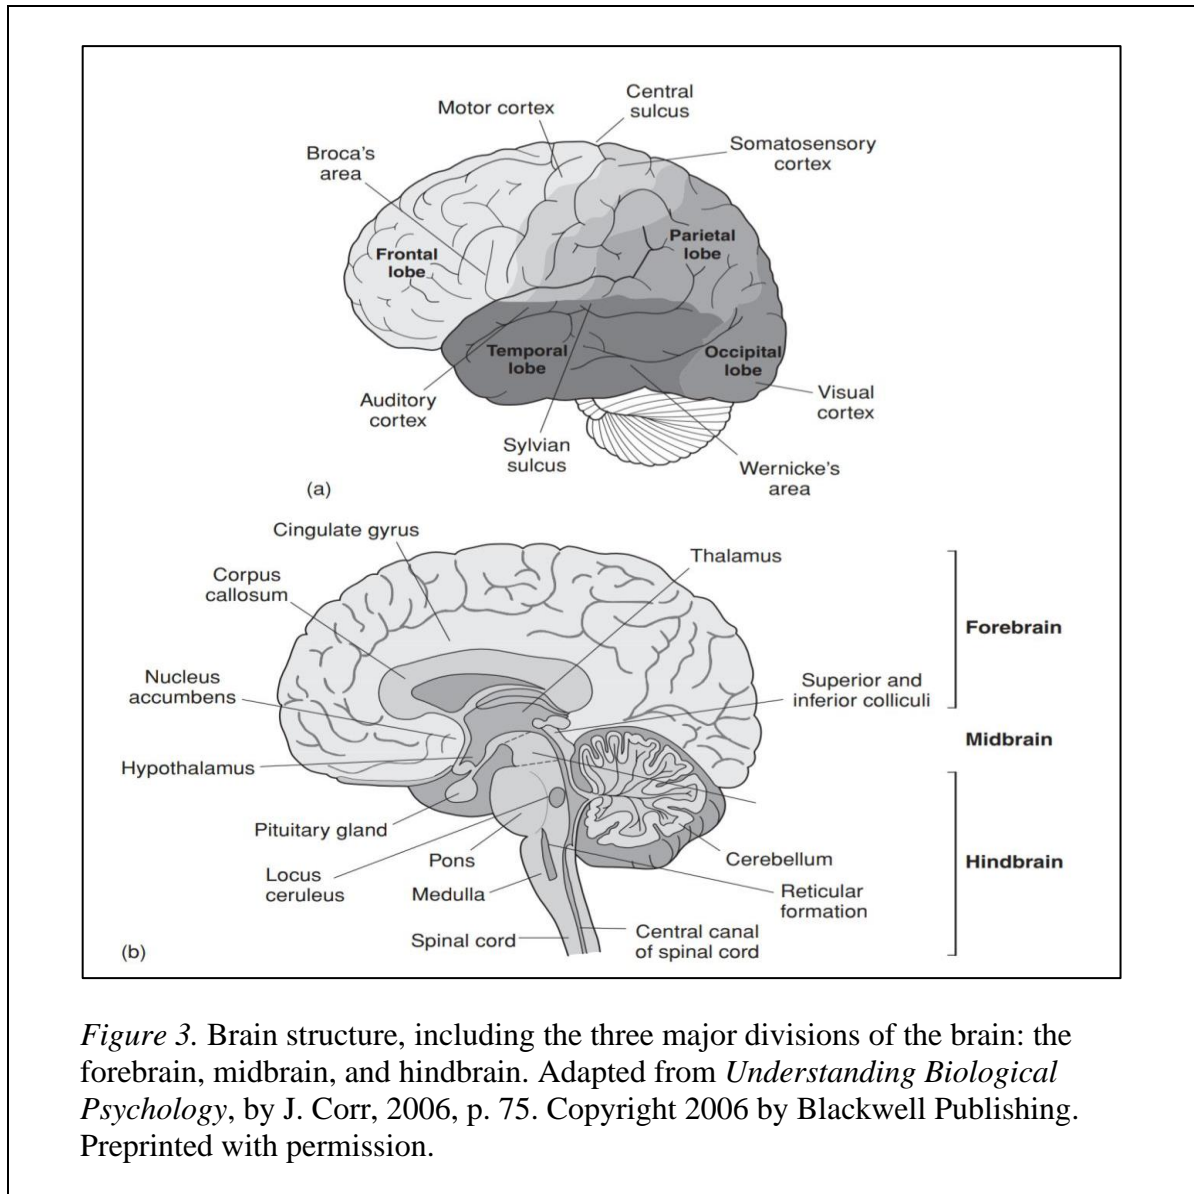 Central
sulcus
Motor cortex
Somatosensory
cortex
Broca's
area
Parietal
lobe
Frontal
lobe
Temporal
lobe
Occipital
lobe
Auditory
cortex
Visual
cortex
Sylvian
sulcus
Wernicke's
area
(a)
Cingulate gyrus
Thalamus
Corpus
callosum
Forebrain
Nucleus
accumbens
Superior and
inferior colliculi
Midbrain
Hypothalamus
Pituitary gland
Pons
Cerebellum
Hindbrain
Locus
ceruleus
Medulla
Reticular
formation
Spinal cord
Central canal
of spinal cord
(b)
Figure 3. Brain structure, including the three major divisions of the brain: the
forebrain, midbrain, and hindbrain. Adapted from Understanding Biological
Psychology, by J. Corr, 2006, p. 75. Copyright 2006 by Blackwell Publishing.
Preprinted with permission.